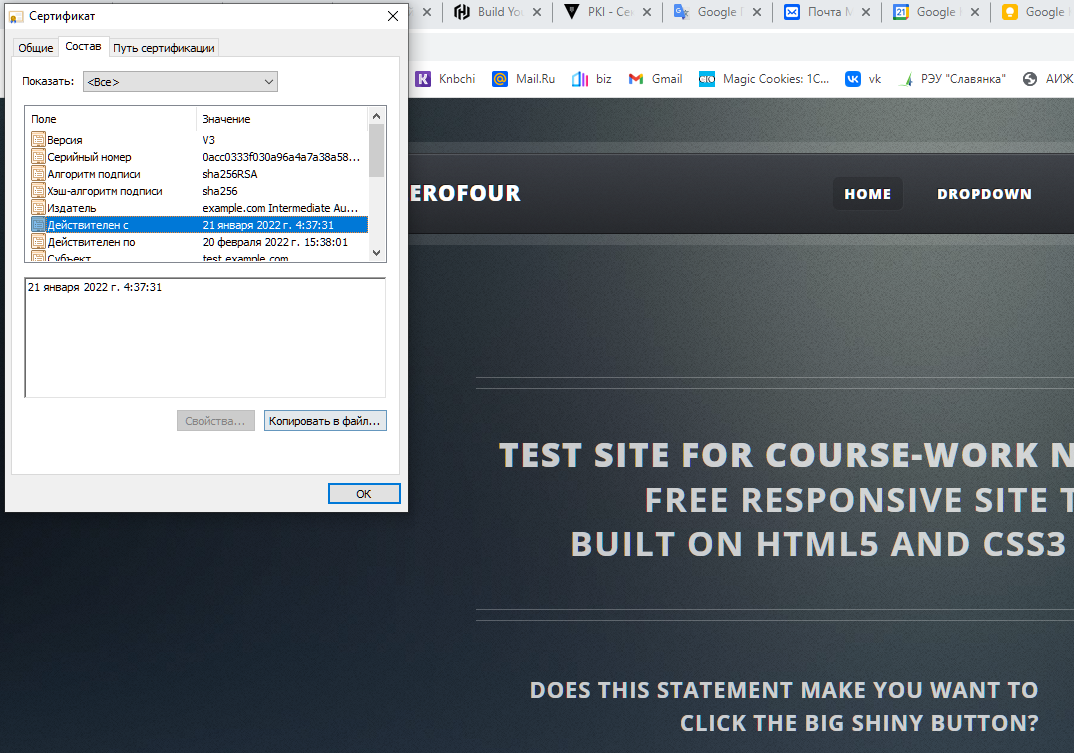 Сертификат
Общие Состав Путь сертификации
Показать: <Все>
Поле Значение
Версия V3
Серийный номер 0acc0333f030a96a4a7a38a58...
Алгоритм подписи sha256RSA
Хэш-алгоритм подписи sha256
Издатель example.com Intermediate Au...
Действителен с 21 января 2022 г. 4:37:31
Действителен по 20 февраля 2022 г. 15:38:01
Субъект test.example.com
21 января 2022 г. 4:37:31
Свойства... Копировать в файл...
OK
Build Yo PKI - Се Google Почта Google Google
Knbchi Mail.Ru biz Gmail Magic Cookies: 1C... vk РЭУ "Славянка" АИЖ
EROFOUR HOME DROPDOWN
TEST SITE FOR COURSE-WORK N
FREE RESPONSIVE SITE T
BUILT ON HTML5 AND CSS3
DOES THIS STATEMENT MAKE YOU WANT TO
CLICK THE BIG SHINY BUTTON?